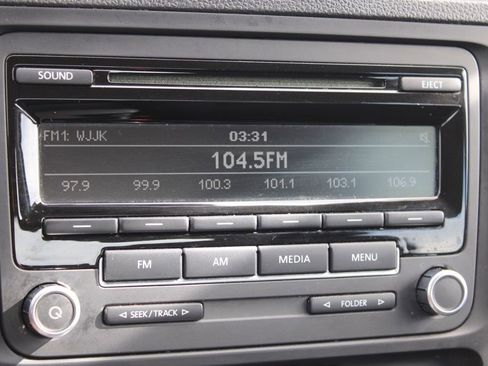 SOUND
EJECT
FM1: WJJK 03:31
104.5FM
97.9 99.9 100.3 101.1 103.1 106.9
FM AM MEDIA MENU
◁ SEEK/TRACK ▷ ◁ FOLDER ▷